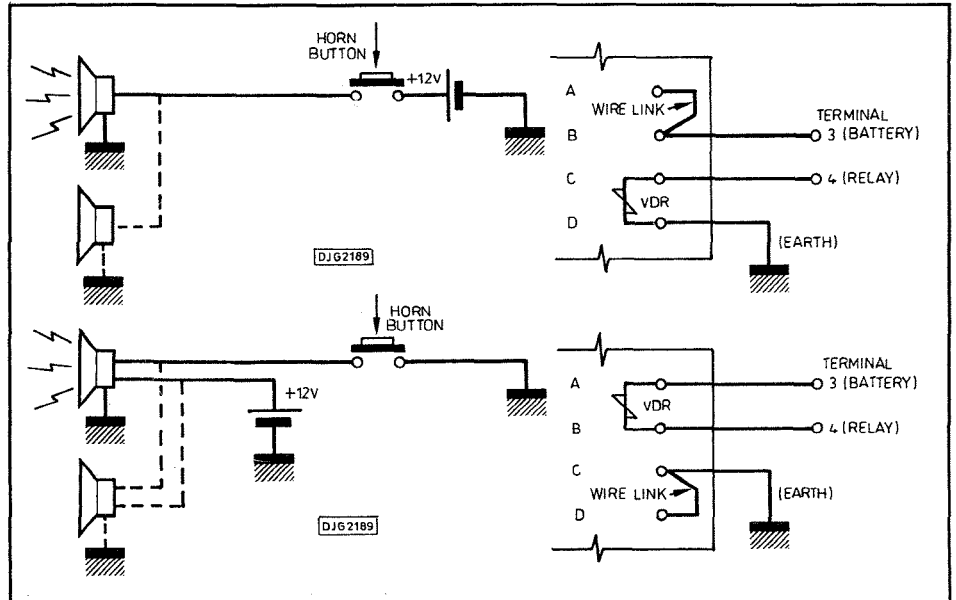 HORN
BUTTON
+12V
DJG2189
A
WIRE LINK
B
TERMINAL
3 (BATTERY)
C
4 (RELAY)
VDR
D
(EARTH)
HORN
BUTTON
+12V
DJG2189
A
TERMINAL
3 (BATTERY)
VDR
B
4 (RELAY)
C
WIRE LINK
(EARTH)
D